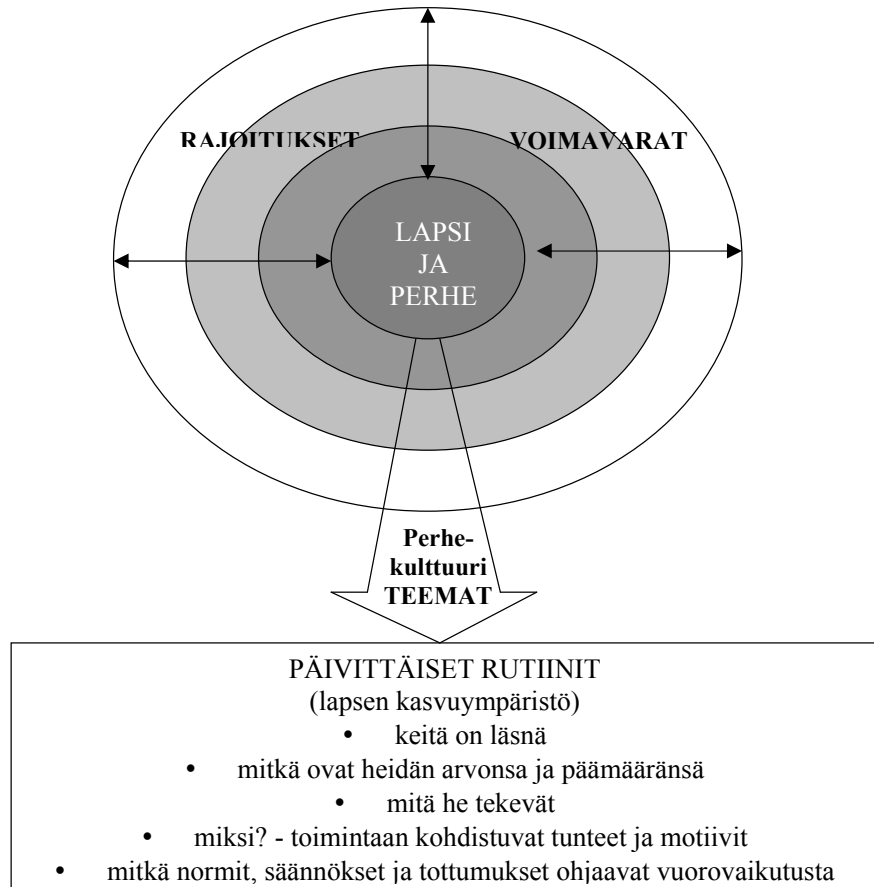 RAJOITUKSET
VOIMAVARAT
LAPSI
JA
PERHE
Perhe-
kulttuuri
TEEMAT
PÄIVITTÄISET RUTIINIT
(lapsen kasvuympäristö)
• keitä on läsnä
• mitkä ovat heidän arvonsa ja päämääränsä
• mitä he tekevät
• miksi? - toimintaan kohdistuvat tunteet ja motiivit
• mitkä normit, säännökset ja tottumukset ohjaavat vuorovaikutusta